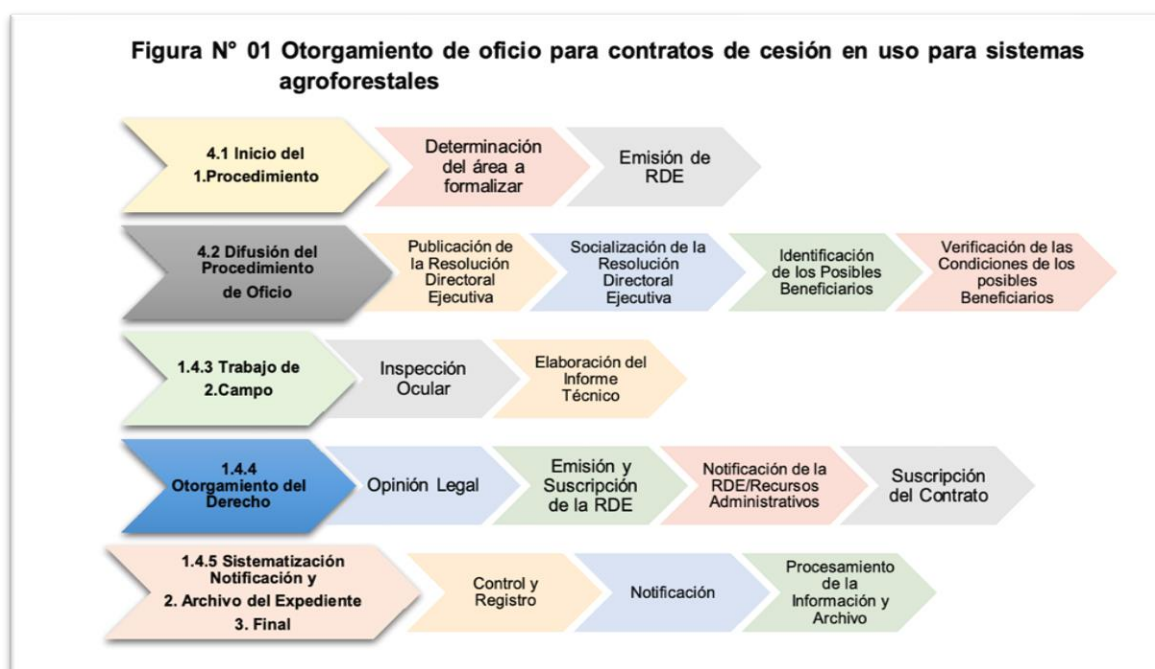 Figura N° 01 Otorgamiento de oficio para contratos de cesión en uso para sistemas
agroforestales
4.1 Inicio del
1.Procedimiento
Determinación
del área a
formalizar
Emisión de
RDE
4.2 Difusión del
Procedimiento
de Oficio
Publicación de
la Resolución
Directoral
Ejecutiva
Socialización de la
Resolución
Directoral
Ejecutiva
Identificación
de los Posibles
Beneficiarios
Verificación de las
Condiciones de los
posibles
Beneficiarios
1.4.3 Trabajo de
2.Campo
Inspección
Ocular
Elaboración del
Informe
Técnico
1.4.4
Otorgamiento del
Derecho
Opinión Legal
Emisión y
Suscripción
de la RDE
Notificación de la
RDE/Recursos
Administrativos
Suscripción
del Contrato
1.4.5 Sistematización
Notificación y
2. Archivo del Expediente
3. Final
Control y
Registro
Notificación
Procesamiento
de la
Información y
Archivo